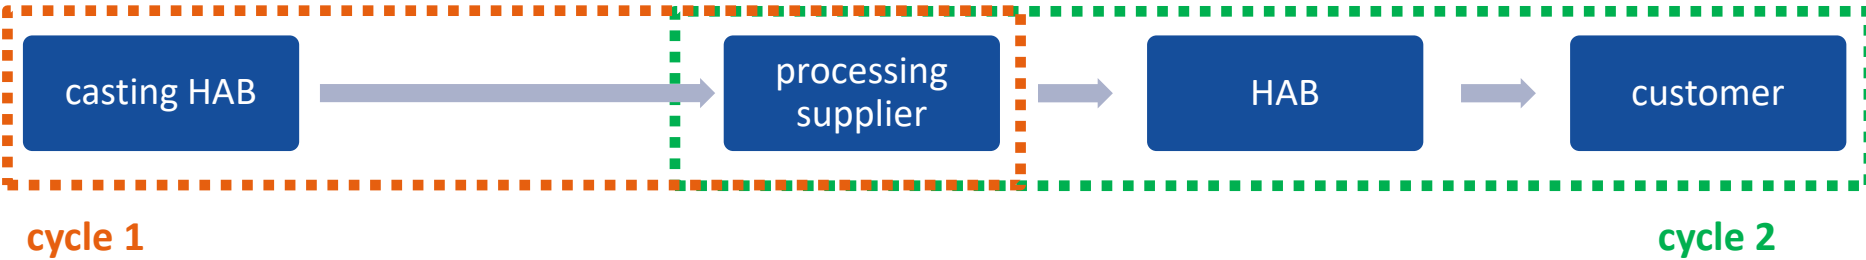 casting HAB
processing
supplier
HAB
customer
cycle 1
cycle 2